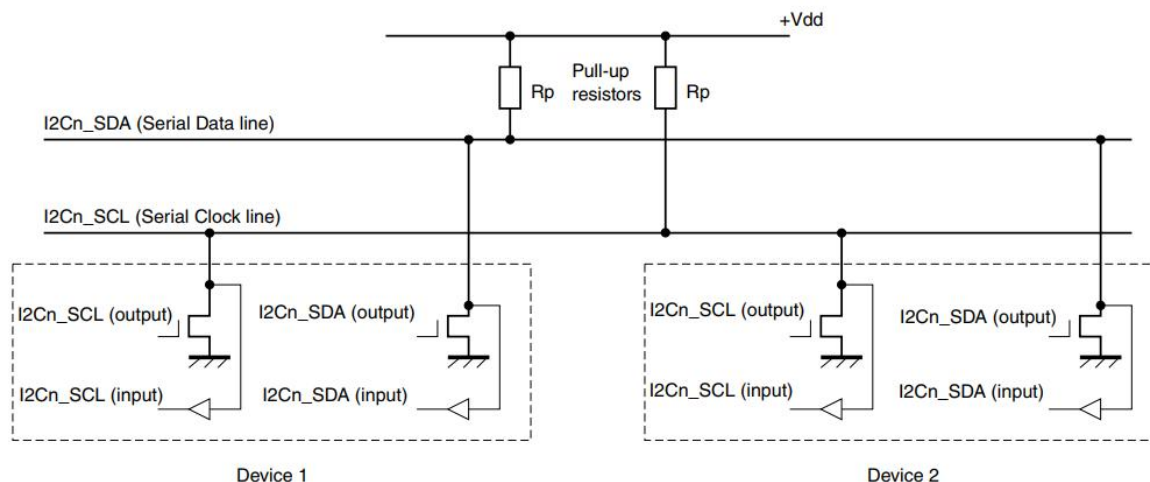 +Vdd
Pull-up
resistors
Rp
Rp
I2Cn_SDA (Serial Data line)
I2Cn_SCL (Serial Clock line)
I2Cn_SCL (output)
I2Cn_SDA (output)
I2Cn_SCL (output)
I2Cn_SDA (output)
I2Cn_SCL (input)
I2Cn_SDA (input)
I2Cn_SCL (input)
I2Cn_SDA (input)
Device 1
Device 2